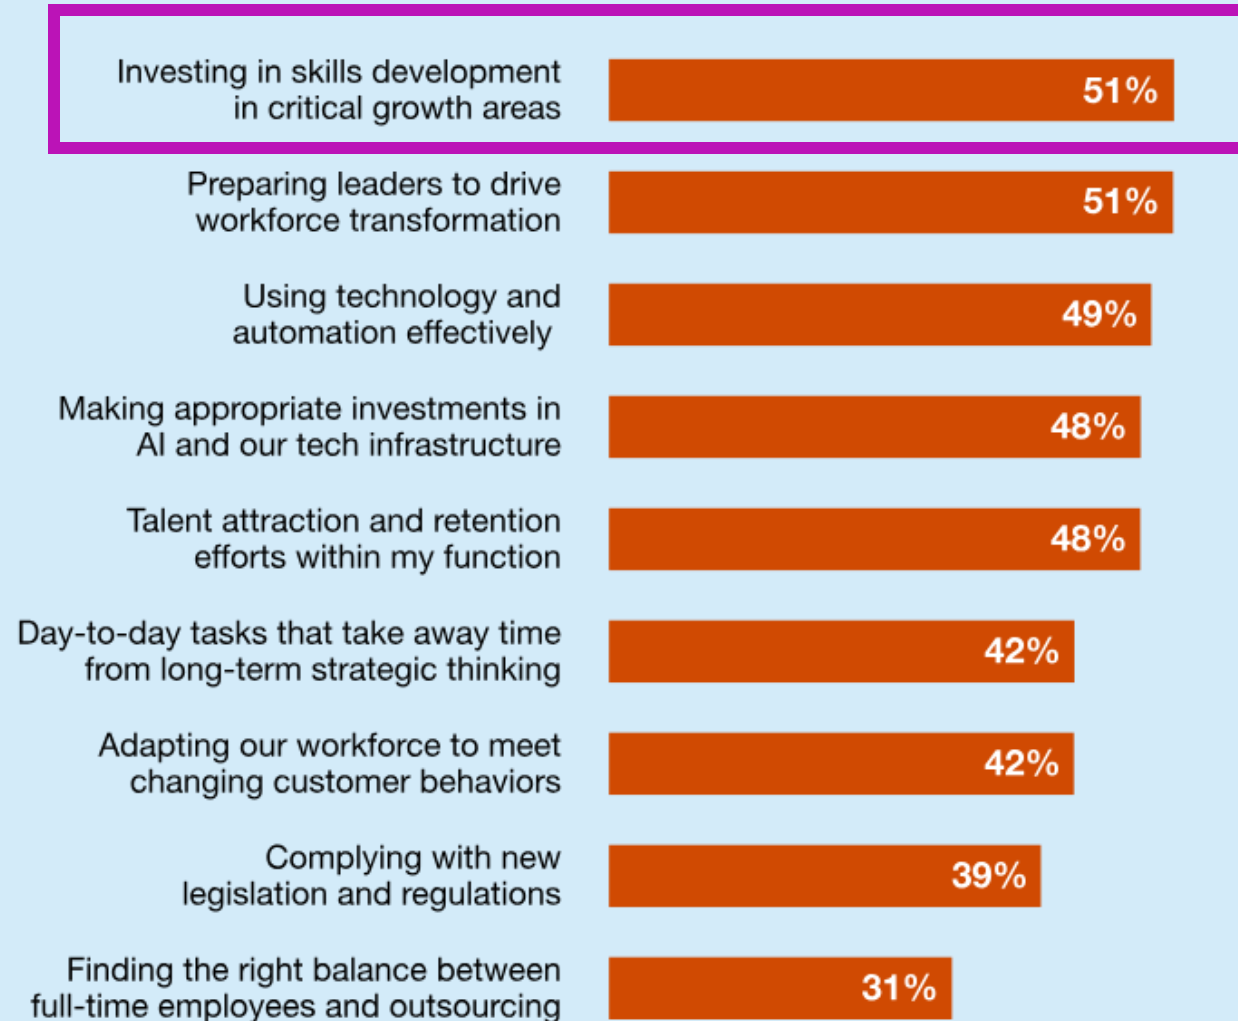 Investing in skills development
in critical growth areas
51%
Preparing leaders to drive
workforce transformation
51%
Using technology and
automation effectively
49%
Making appropriate investments in
AI and our tech infrastructure
48%
Talent attraction and retention
efforts within my function
48%
Day-to-day tasks that take away time
from long-term strategic thinking
42%
Adapting our workforce to meet
changing customer behaviors
42%
Complying with new
legislation and regulations
39%
Finding the right balance between
full-time employees and outsourcing
31%